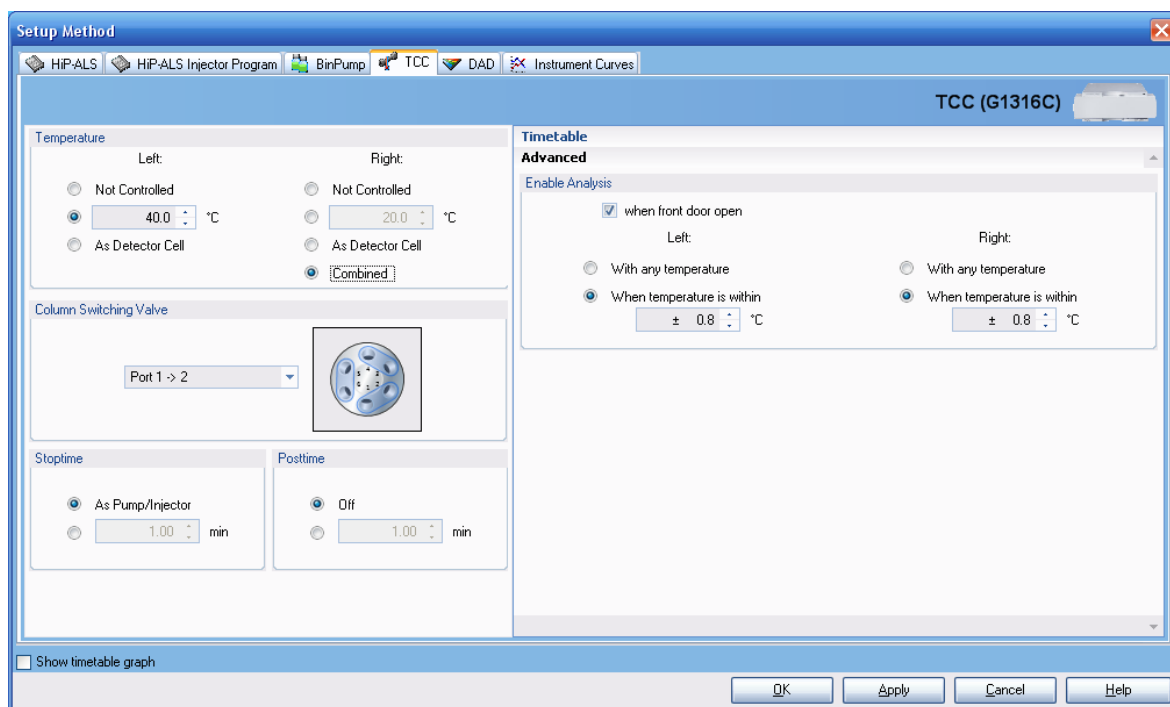 Setup Method
HiP-ALS HiP-ALS Injector Program BinPump TCC DAD Instrument Curves
TCC (G1316C)
Temperature
Left: Right:
Not Controlled Not Controlled
40.0 °C 20.0 °C
As Detector Cell As Detector Cell
Combined
Column Switching Valve
Port 1 -> 2
Stoptime Posttime
As Pump/Injector Off
1.00 min 1.00 min
Timetable
Advanced
Enable Analysis
when front door open
Left: Right:
With any temperature With any temperature
When temperature is within When temperature is within
± 0.8 °C ± 0.8 °C
Show timetable graph
OK Apply Cancel Help